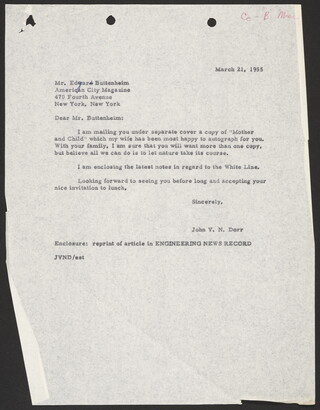 March 21, 1955
Mr. Edgard Buttenheim
American City Magazine
470 Fourth Avenue
New York, New York
Dear Mr. Buttenheim:
I am mailing you under separate cover a copy of "Mother
and Child" which my wife has been most happy to autograph for you.
With your family, I am sure that you will want more than one copy,
but believe all we can do is to let nature take its course.
I am enclosing the latest notes in regard to the White Line.
Looking forward to seeing you before long and accepting your
nice invitation to lunch,
Sincerely,
John V. N. Dorr
Enclosure: reprint of article in ENGINEERING NEWS RECORD
JVND/est